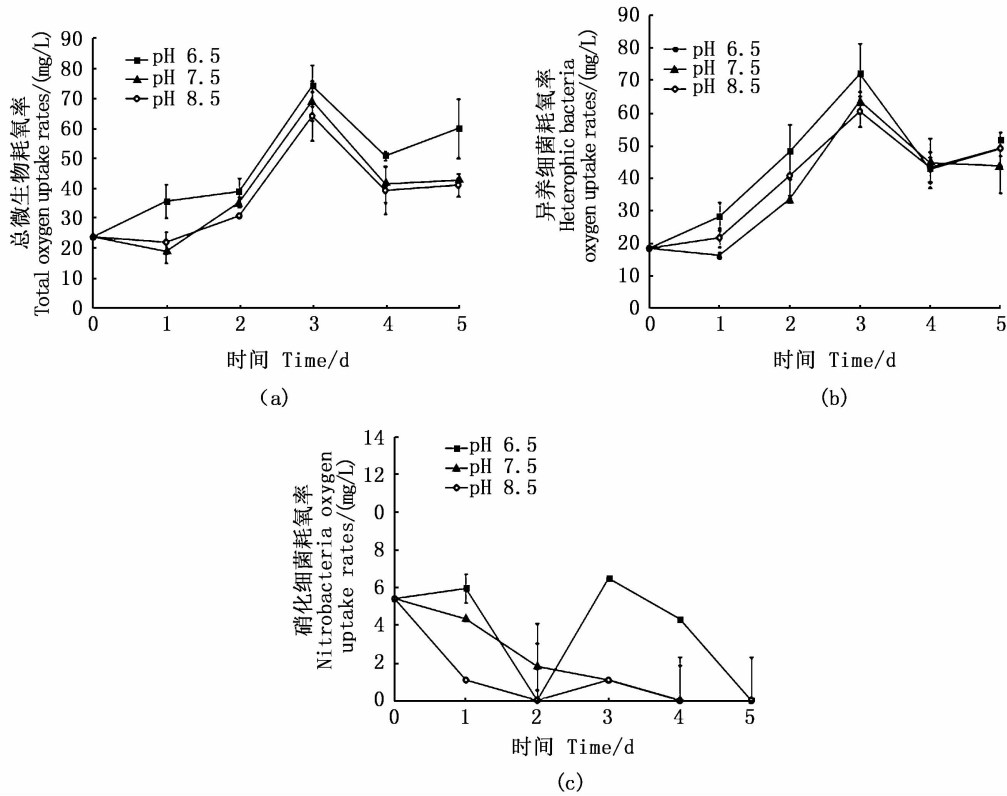 总微生物耗氧率
Total oxygen uptake rates/(mg/L)
90
80
70
60
50
40
30
20
10
0
pH 6.5
pH 7.5
pH 8.5
0 1 2 3 4 5
时间 Time/d
(a)
异养细菌耗氧率
Heterophic bacteria
oxygen uptake rates/(mg/L)
90
80
70
60
50
40
30
20
10
0
pH 6.5
pH 7.5
pH 8.5
0 1 2 3 4 5
时间 Time/d
(b)
硝化细菌耗氧率
Nitrobacteria oxygen
uptake rates/(mg/L)
14
12
0
8
6
4
2
0
pH 6.5
pH 7.5
pH 8.5
0 1 2 3 4 5
时间 Time/d
(c)